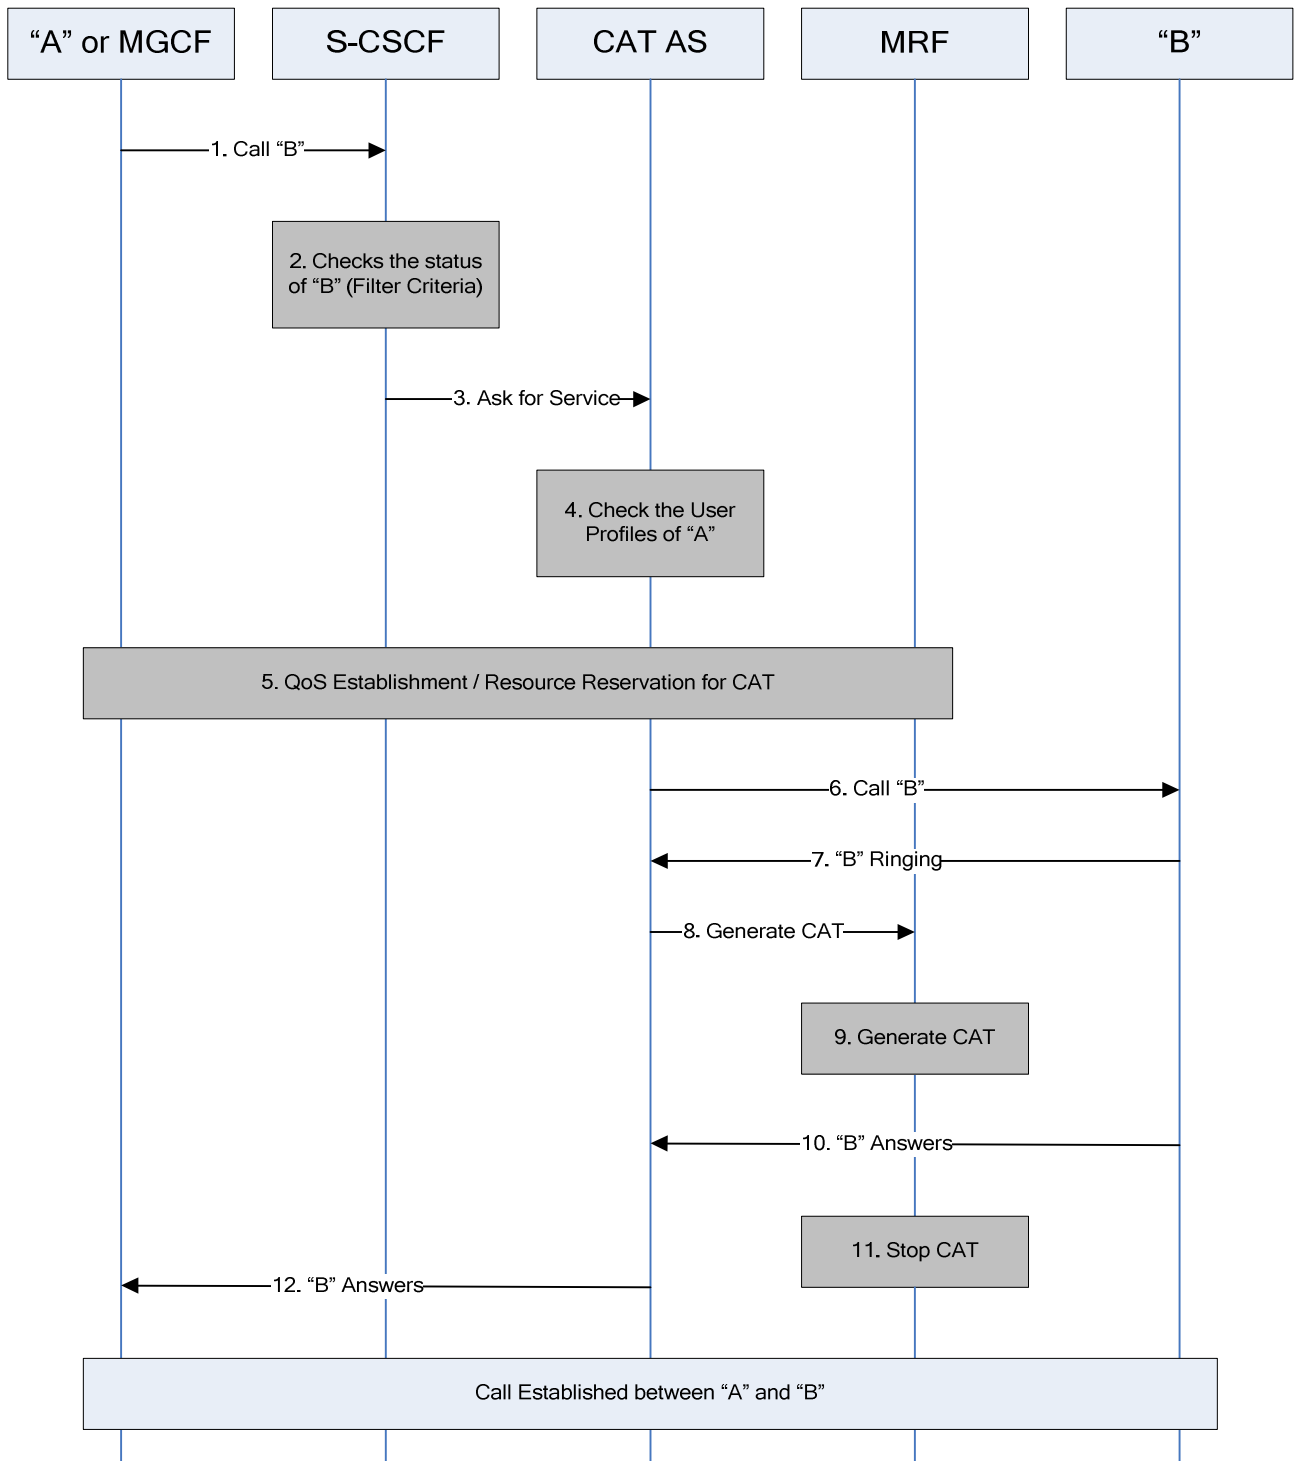 “A” or MGCF
S-CSCF
CAT AS
MRF
“B”
1. Call “B”
2. Checks the status
of “B” (Filter Criteria)
3. Ask for Service
4. Check the User
Profiles of “A”
5. QoS Establishment / Resource Reservation for CAT
6. Call “B”
7. “B” Ringing
8. Generate CAT
9. Generate CAT
10. “B” Answers
11. Stop CAT
12. “B” Answers
Call Established between “A” and “B”